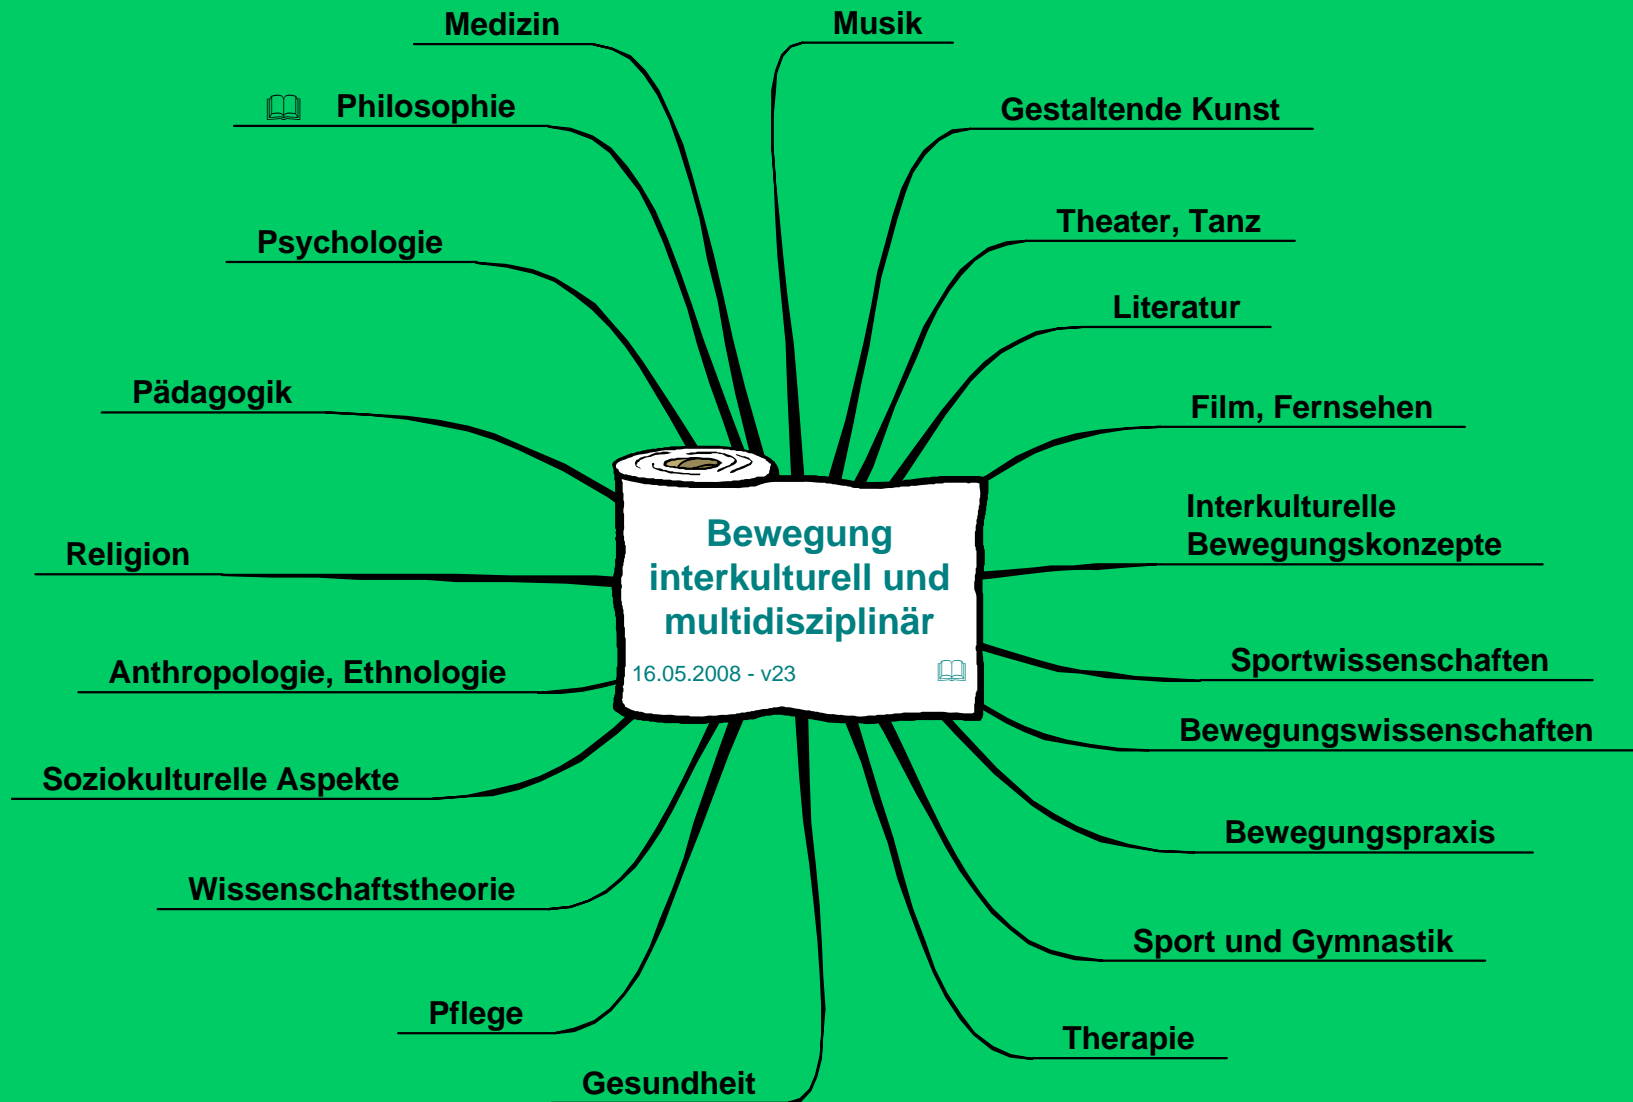 Medizin
Musik
Philosophie
Gestaltende Kunst
Psychologie
Theater, Tanz
Literatur
Pädagogik
Film, Fernsehen
Interkulturelle
Bewegungskonzepte
Religion
Bewegung
interkulturell und
multidisziplinär
16.05.2008 - v23
Anthropologie, Ethnologie
Sportwissenschaften
Bewegungswissenschaften
Soziokulturelle Aspekte
Bewegungspraxis
Wissenschaftstheorie
Sport und Gymnastik
Pflege
Therapie
Gesundheit